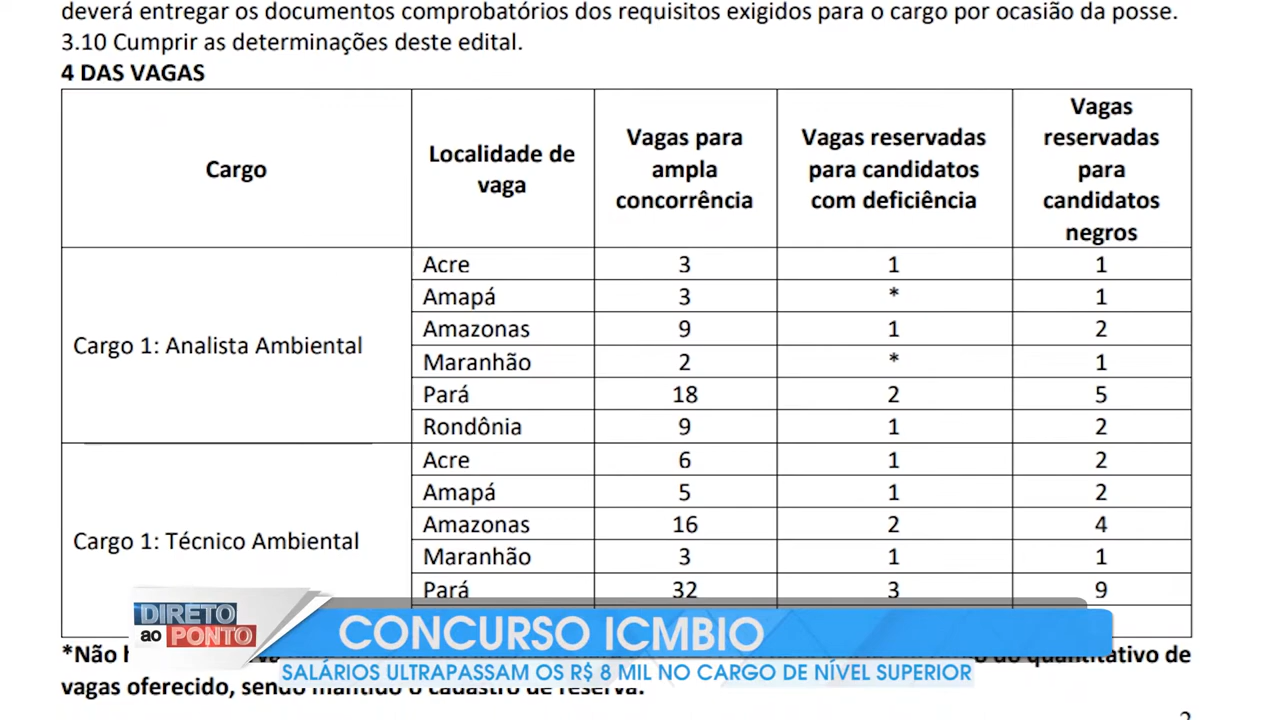 deverá entregar os documentos comprobatórios dos requisitos exigidos para o cargo por ocasião da posse.
3.10 Cumprir as determinações deste edital.
4 DAS VAGAS
Cargo Localidade de vaga Vagas para ampla concorrência Vagas reservadas para candidatos com deficiência Vagas reservadas para candidatos negros
Cargo 1: Analista Ambiental
Acre 3 1 1
Amapá 3 * 1
Amazonas 9 1 2
Maranhão 2 * 1
Pará 18 2 5
Rondônia 9 1 2
Cargo 1: Técnico Ambiental
Acre 6 1 2
Amapá 5 1 2
Amazonas 16 2 4
Maranhão 3 1 1
Pará 32 3 9
*Não do quantitativo de
vagas oferecido, sendo mantido o cadastro de reserva.
DIRETO
ao PONTO
CONCURSO ICMBIO
SALÁRIOS ULTRAPASSAM OS R$ 8 MIL NO CARGO DE NÍVEL SUPERIOR